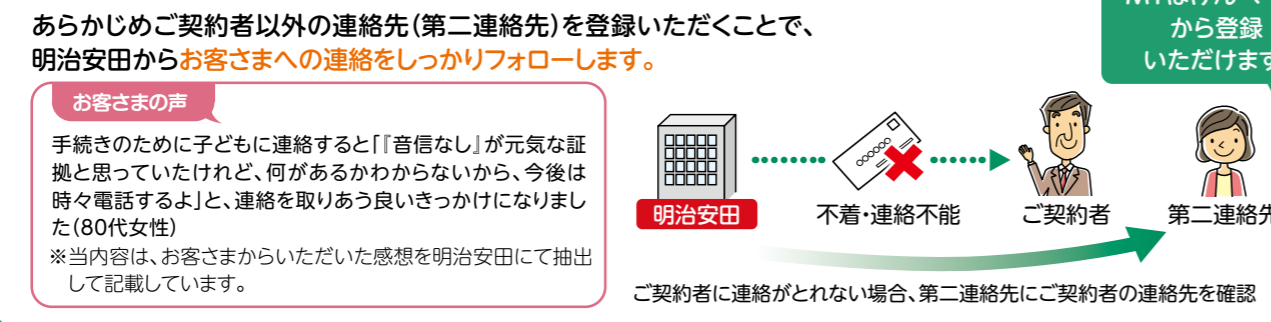 あらかじめご契約者以外の連絡先(第二連絡先)を登録いただくことで、
明治安田からお客さまへの連絡をしっかりフォローします。
から登録
いただけます
お客さまの声
手続きのために子どもに連絡すると「『音信なし』が元気な証
拠と思っていたけれど、何があるかわからないから、今後は
時々電話するよ」と、連絡を取りあう良いきっかけになりまし
た(80代女性)
※当内容は、お客さまからいただいた感想を明治安田にて抽出
して記載しています。
明治安田
不着・連絡不能
ご契約者
第二連絡先
ご契約者に連絡がとれない場合、第二連絡先にご契約者の連絡先を確認